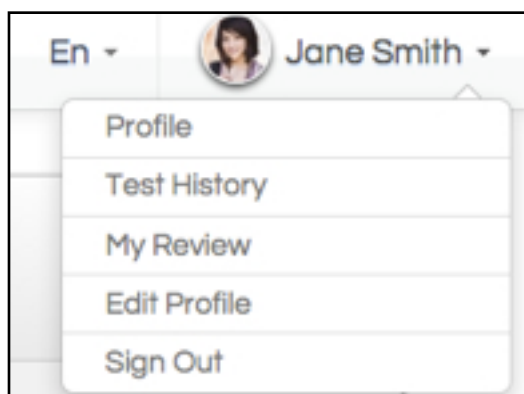 En
Jane Smith
Profile
Test History
My Review
Edit Profile
Sign Out